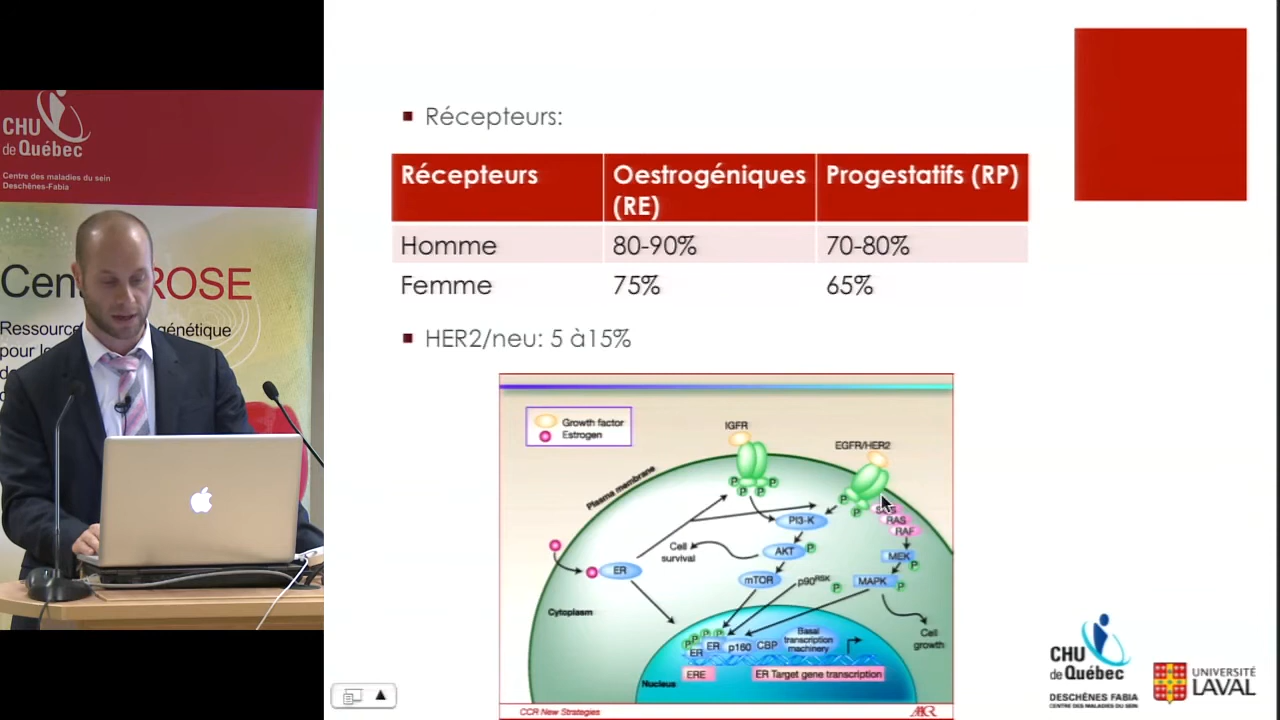 CHU
de Québec
Centre des maladies du sein
Deschênes-Fabia
ROSE
Ressource
génétique
pour
Récepteurs:
Récepteurs
Oestrogéniques
(RE)
Progestatifs (RP)
Homme
80-90%
70-80%
Femme
75%
65%
HER2/neu: 5 à15%
Growth factor
Estrogen
IGFR
EGFR/HER2
Plasma membrane
P
P
P
P
P
P
SOS
RAS
RAF
PI3-K
Cell
survival
AKT
P
MEK
P
ER
mTOR
p90RSK
P
MAPK
P
Cytoplasm
P
P
P
P
ER
ER
p160
CBP
Basal
transcription
machinery
Cell
growth
ERE
ER Target gene transcription
Nucleus
CCR New Strategies
CHU
de Québec
DESCHÊNES FABIA
CENTRE DES MALADIES DU SEIN
UNIVERSITÉ
LAVAL